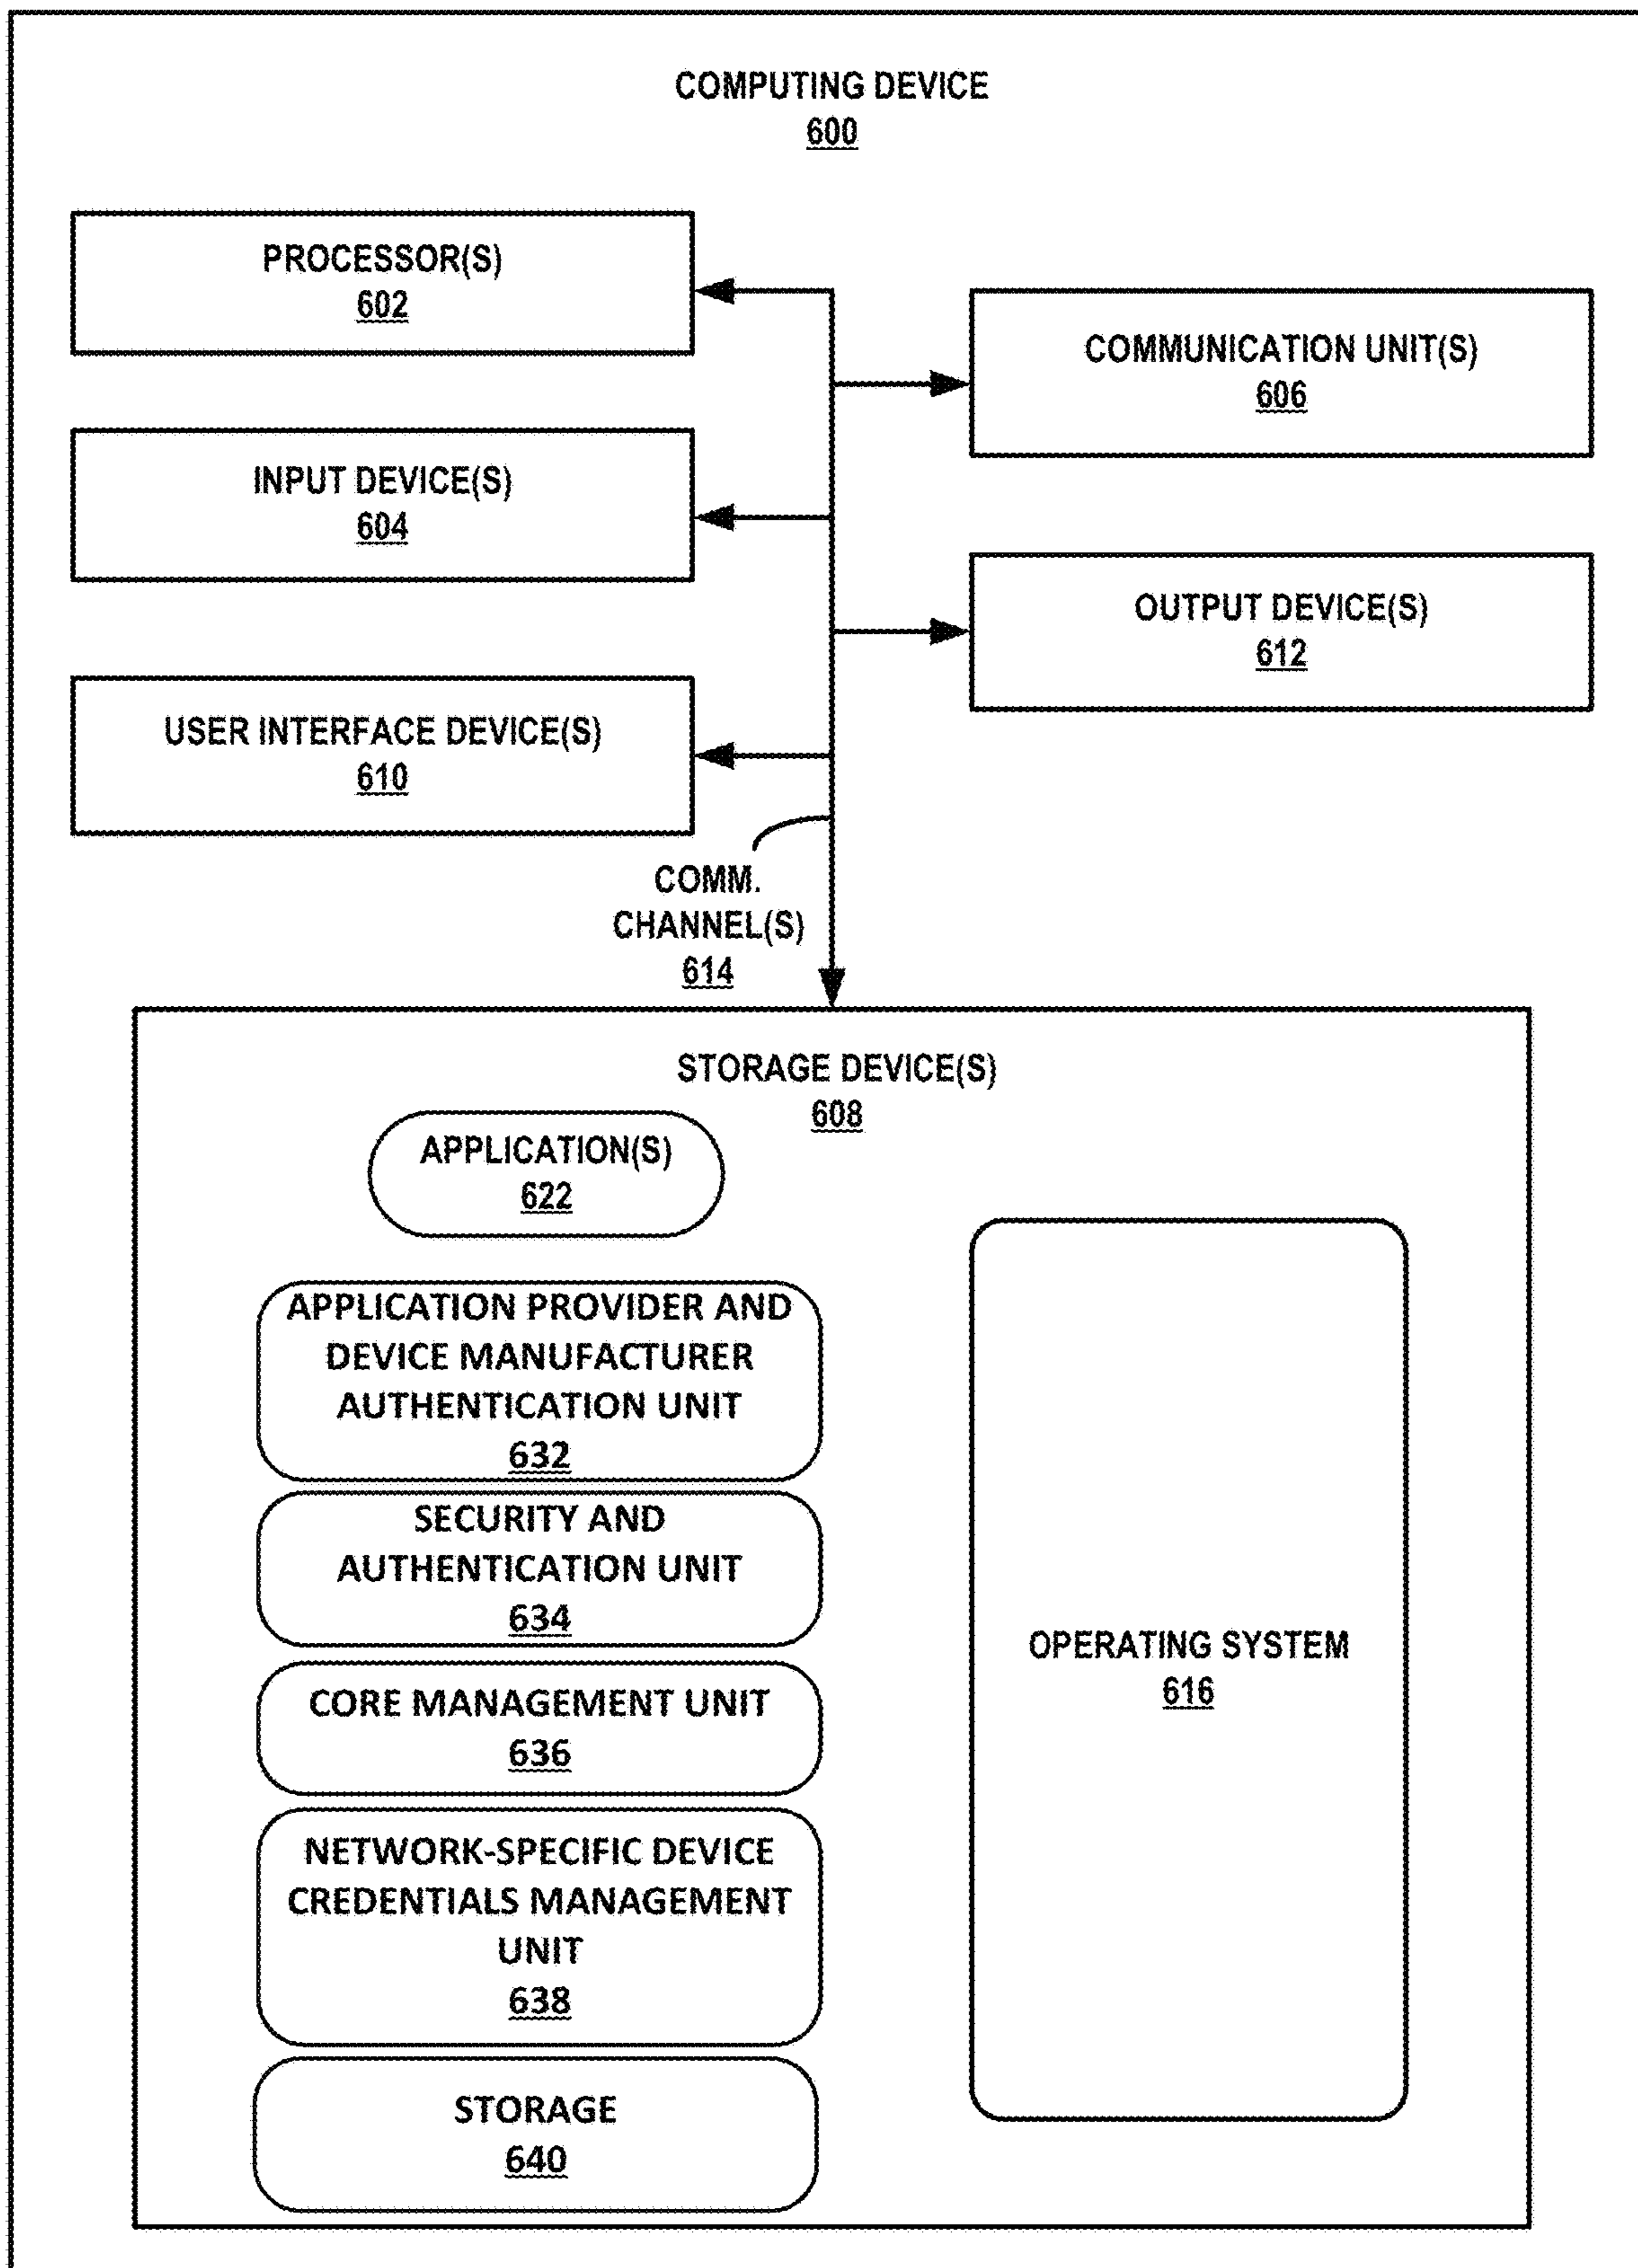 COMPUTING DEVICE
600
PROCESSOR(S)
602
COMMUNICATION UNIT(S)
606
INPUT DEVICE(S)
604
OUTPUT DEVICE(S)
612
USER INTERFACE DEVICE(S)
610
COMM.
CHANNEL(S)
614
STORAGE DEVICE(S)
608
APPLICATION(S)
622
APPLICATION PROVIDER AND
DEVICE MANUFACTURER
AUTHENTICATION UNIT
632
SECURITY AND
AUTHENTICATION UNIT
634
CORE MANAGEMENT UNIT
636
NETWORK-SPECIFIC DEVICE
CREDENTIALS MANAGEMENT
UNIT
638
STORAGE
640
OPERATING SYSTEM
616